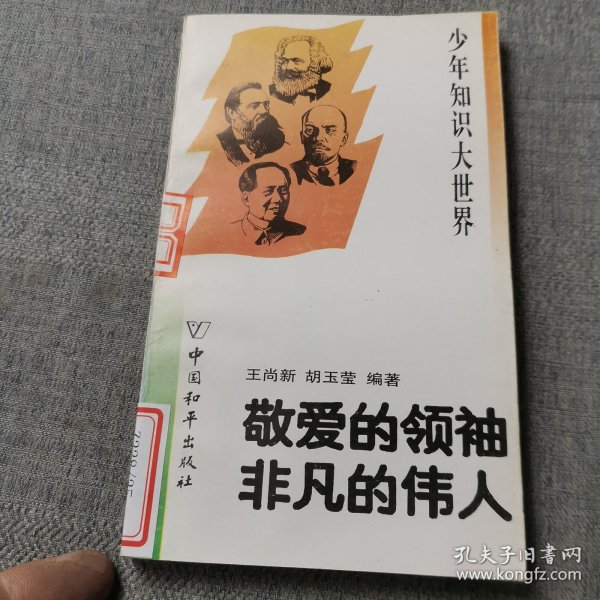 少年知识大世界
王尚新 胡玉莹 编著
敬爱的领袖
非凡的伟人
中国和平出版社
孔夫子旧书网
www.kongfz.com